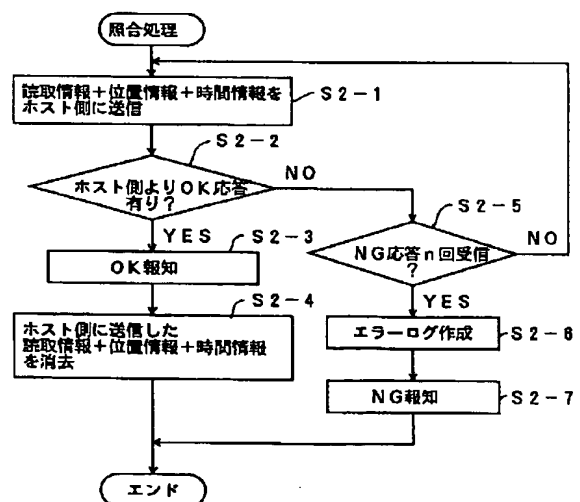 照合処理
読取情報+位置情報+時間情報を
ホスト側に送信
S2-1
S2-2
ホスト側よりOK応答
有り?
NO
YES
S2-3
OK報知
S2-4
ホスト側に送信した
読取情報+位置情報+時間情報
を消去
S2-5
NG応答n回受信
?
NO
YES
エラーログ作成
S2-6
NG報知
S2-7
エンド